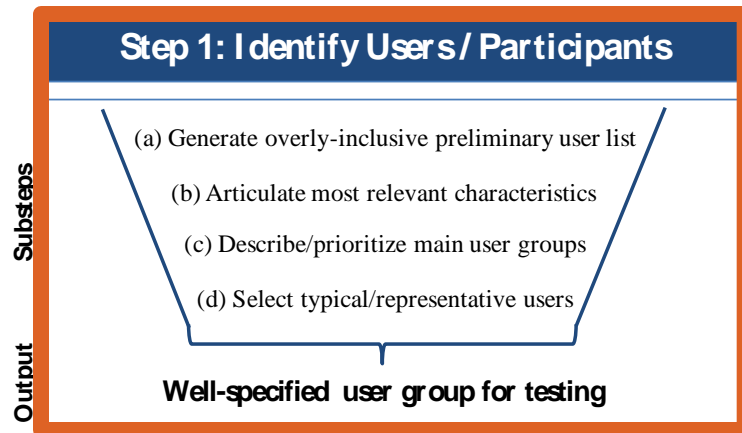 Step 1: Identify Users / Participants
(a) Generate overly-inclusive preliminary user list
(b) Articulate most relevant characteristics
(c) Describe/prioritize main user groups
(d) Select typical/representative users
Substeps
Well-specified user group for testing
Output